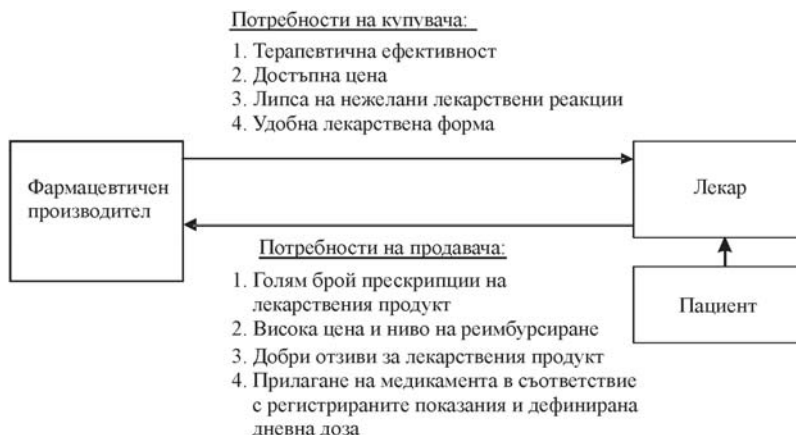 Потребности на купувача:
1. Терапевтична ефективност
2. Достъпна цена
3. Липса на нежелани лекарствени реакции
4. Удобна лекарствена форма
Фармацевтичен
производител
Лекар
Потребности на продавача:
1. Голям брой прескрипции на
лекарствения продукт
2. Висока цена и ниво на реимбурсиране
3. Добри отзиви за лекарствения продукт
4. Прилагане на медикамента в съответствие
с регистрираните показания и дефинирана
дневна доза
Пациент